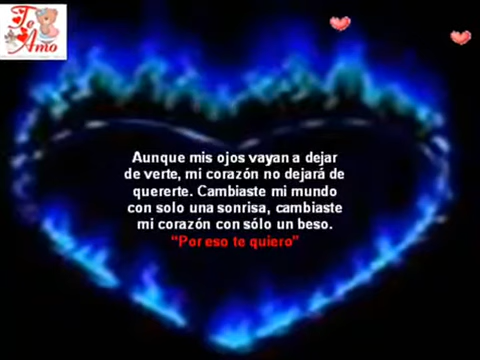 Te
Amo
Aunque mis ojos vayan a dejar
de verte, mi corazón no dejará de
quererte. Cambiaste mi mundo
con solo una sonrisa, cambiaste
mi corazón con sólo un beso.
"Por eso te quiero"